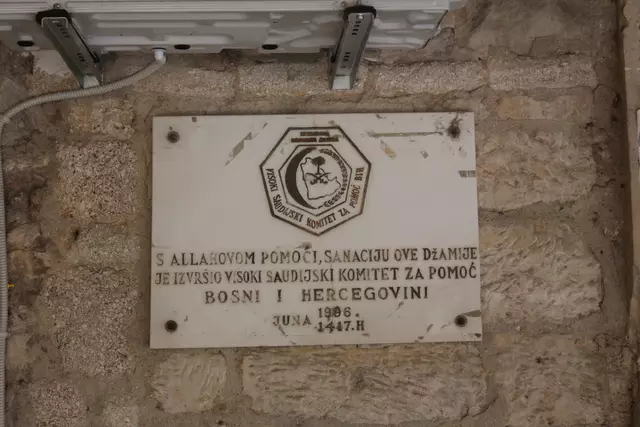 VISOKI SAUDIJSKI KOMITET ZA POMOĆ BIH
S ALLAHOVOM POMOĆI, SANACIJU OVE DŽAMIJE
JE IZVRŠIO VISOKI SAUDIJSKI KOMITET ZA POMOĆ
BOSNI I HERCEGOVINI
JUNA 1996.
1417.H